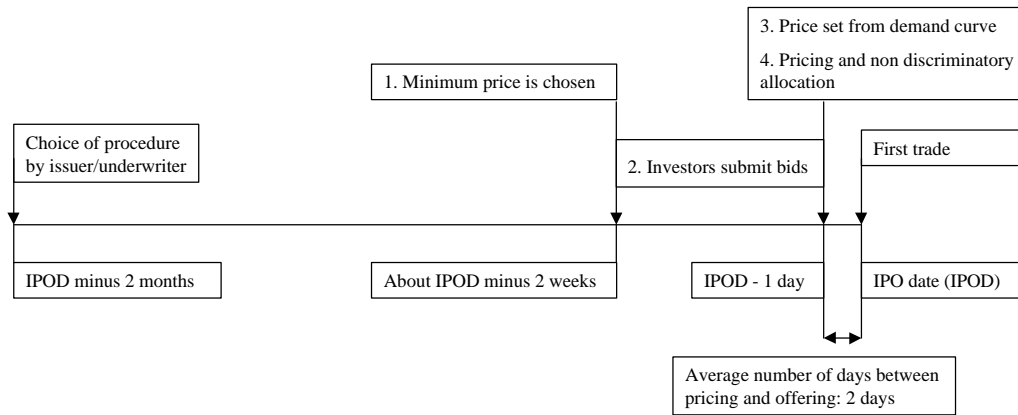 3. Price set from demand curve
4. Pricing and non discriminatory
allocation
1. Minimum price is chosen
Choice of procedure
by issuer/underwriter
2. Investors submit bids
First trade
IPOD minus 2 months
About IPOD minus 2 weeks
IPOD - 1 day
IPO date (IPOD)
Average number of days between
pricing and offering: 2 days